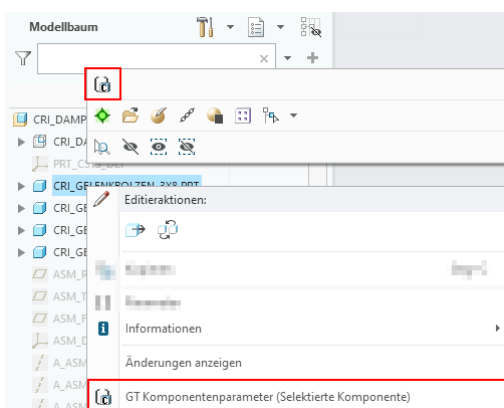 Modellbaum
CRI_DAMP
CRI_DA
PRT_CSYS_DEF
CRI_GELENKBOLZEN_3X8.PRT
CRI_GE
Editieraktionen:
CRI_GE
CRI_GE
ASM_R
ASM_T
ASM_F
Informationen
ASM_D
A_ASM
Änderungen anzeigen
A_ASM
A_ASM
GT Komponentenparameter (Selektierte Komponente)